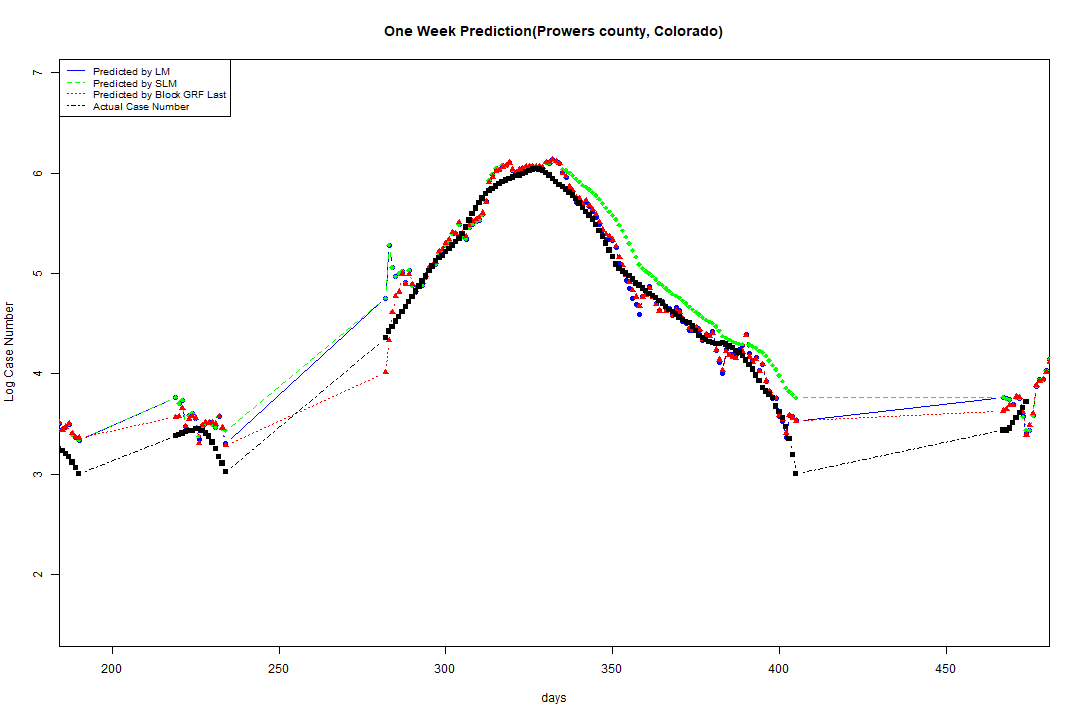 One Week Prediction(Prowers county, Colorado)
Predicted by LM
Predicted by SLM
Predicted by Block GRF Last
Actual Case Number
7
6
5
4
3
2
Log Case Number
200 250 300 350 400 450
days